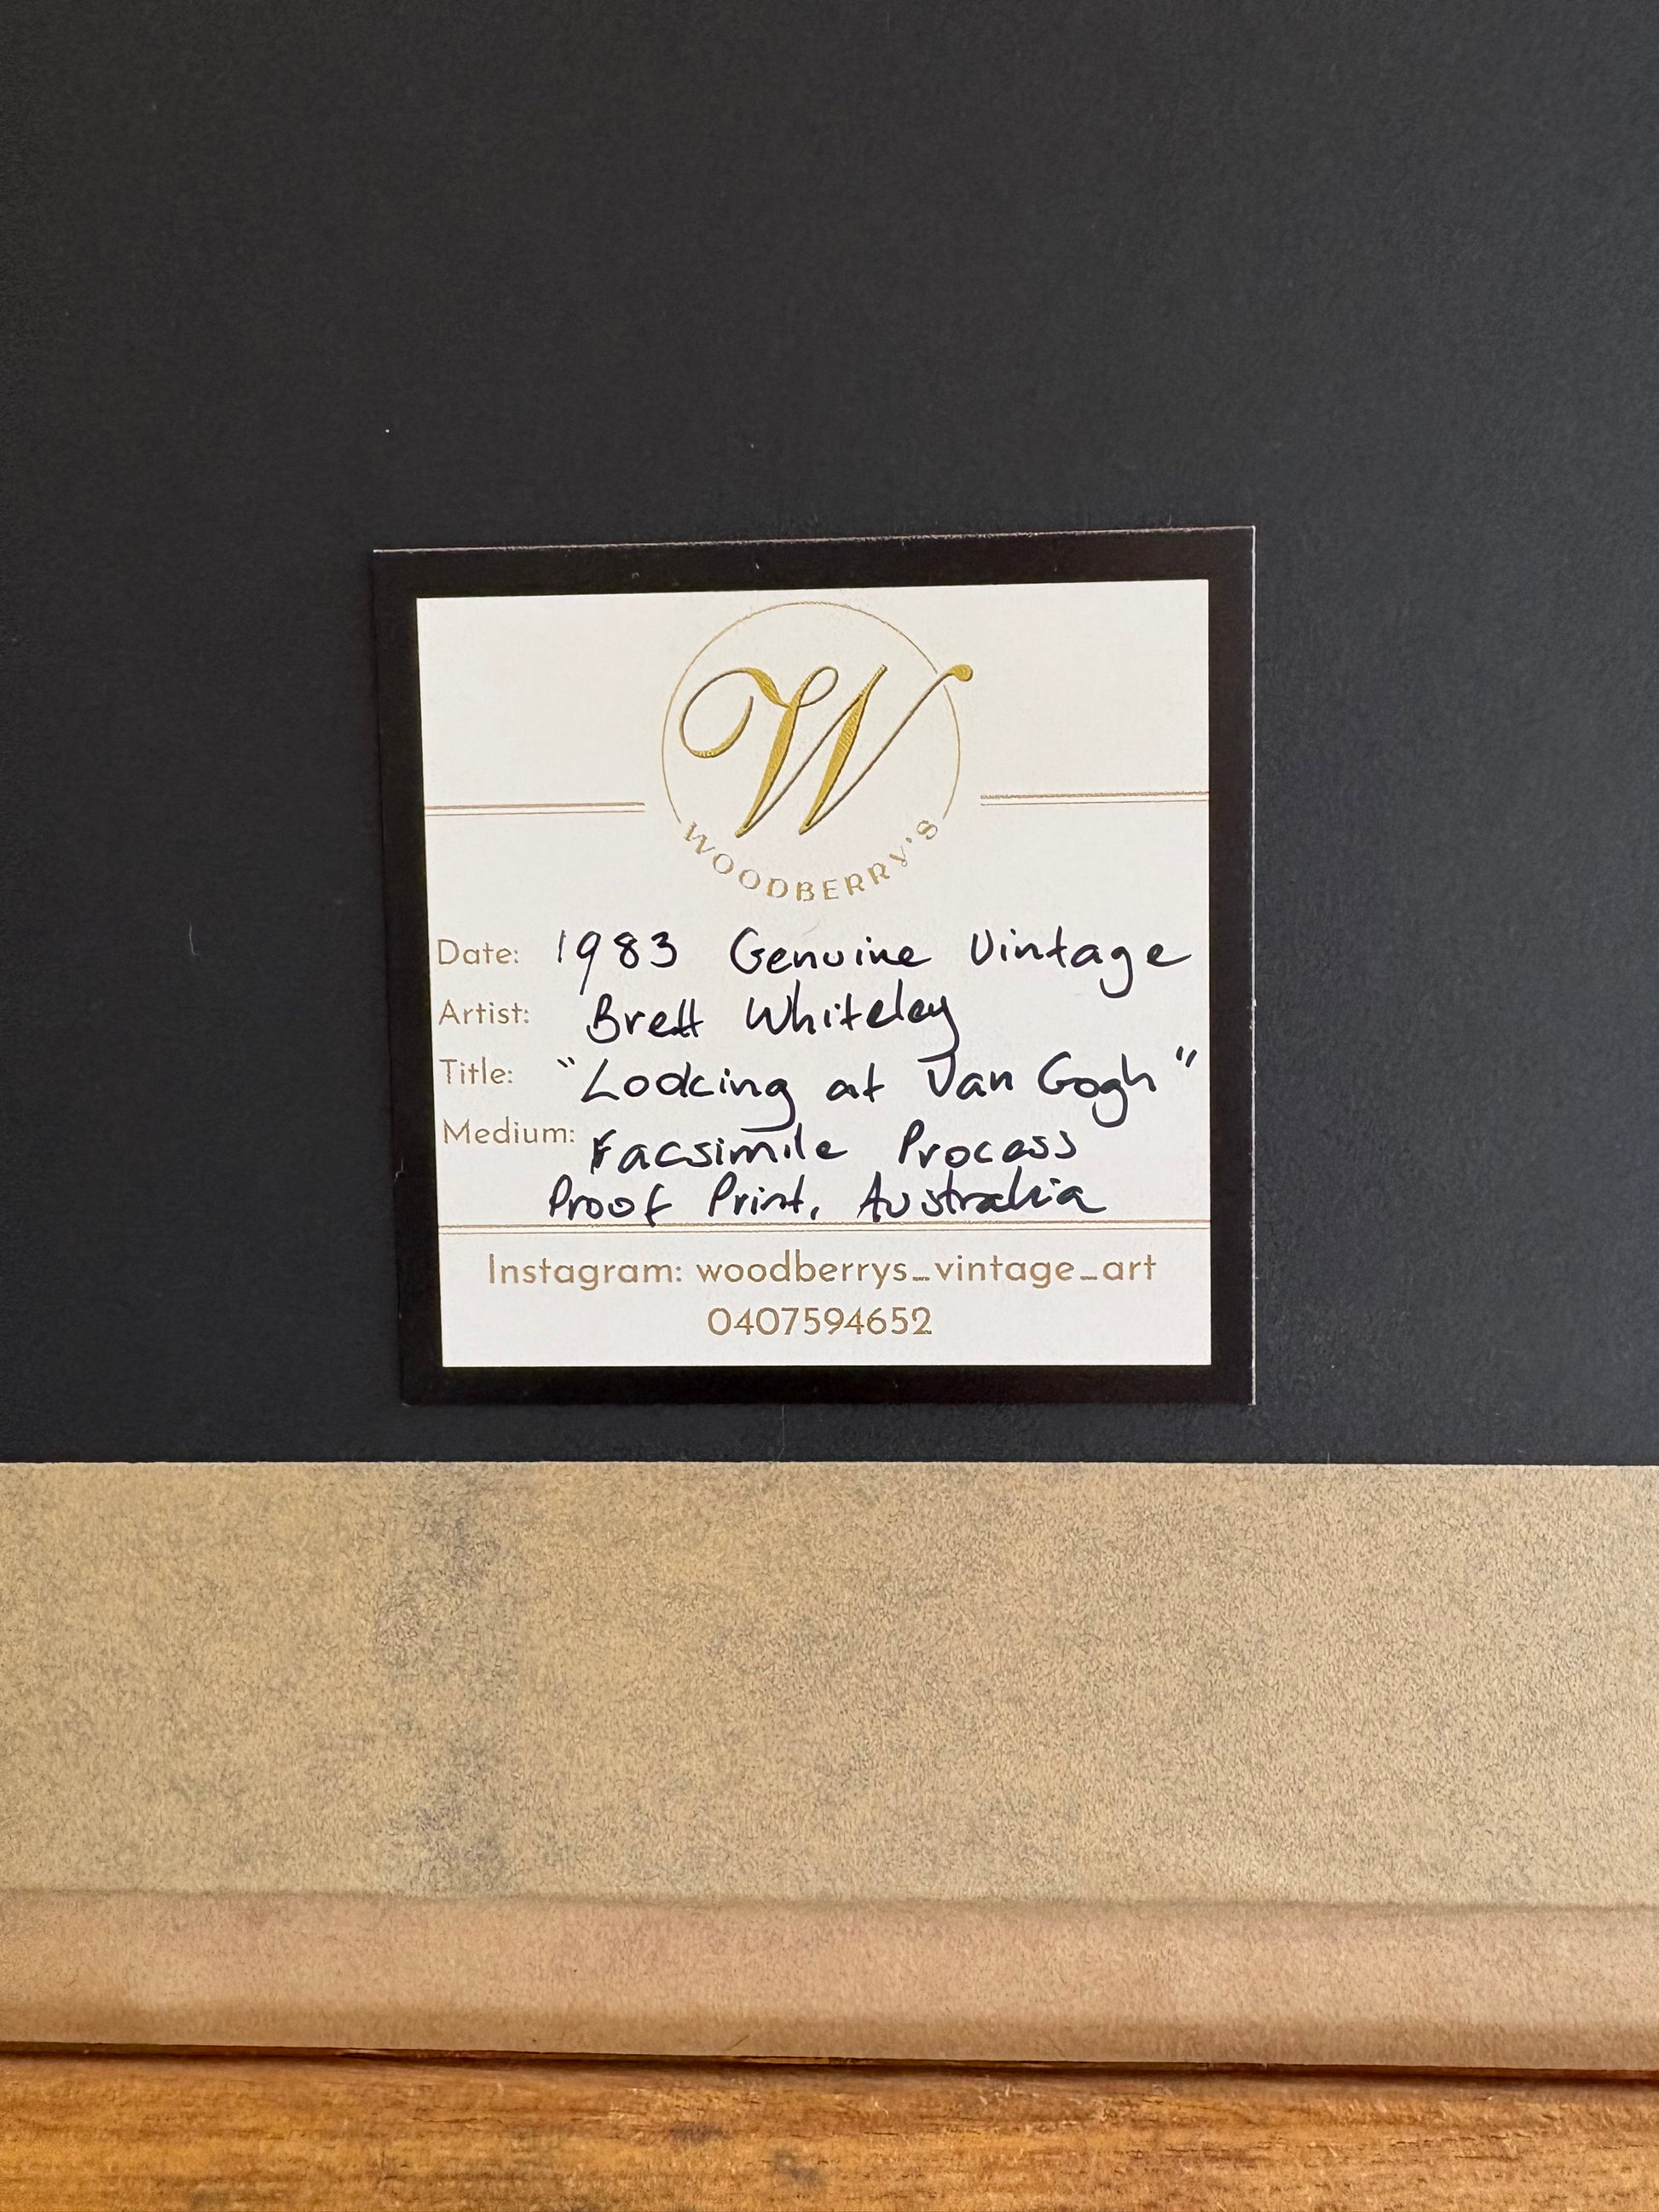 W
WOODBERRY'S
Date: 1983 Genuine Vintage
Artist: Brett Whiteley
Title: "Looking at Van Gogh"
Medium: Facsimile Process
Proof Print, Australia
Instagram: woodberrys_vintage_art
0407594652